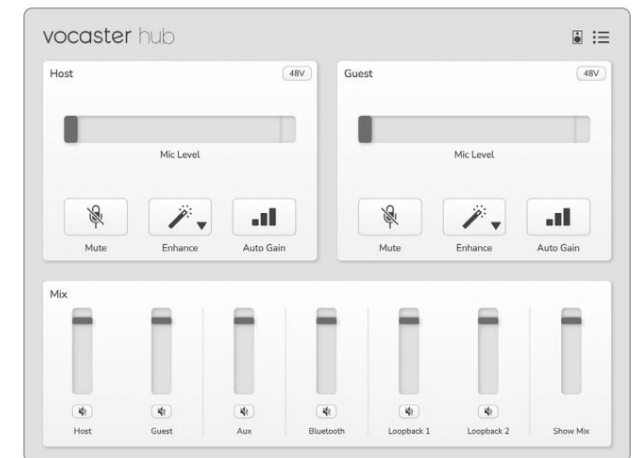 vocaster hub
Host 48V
Guest 48V
Mic Level
Mic Level
Mute Enhance Auto Gain
Mute Enhance Auto Gain
Mix
Host Guest Aux Bluetooth Loopback 1 Loopback 2 Show Mix